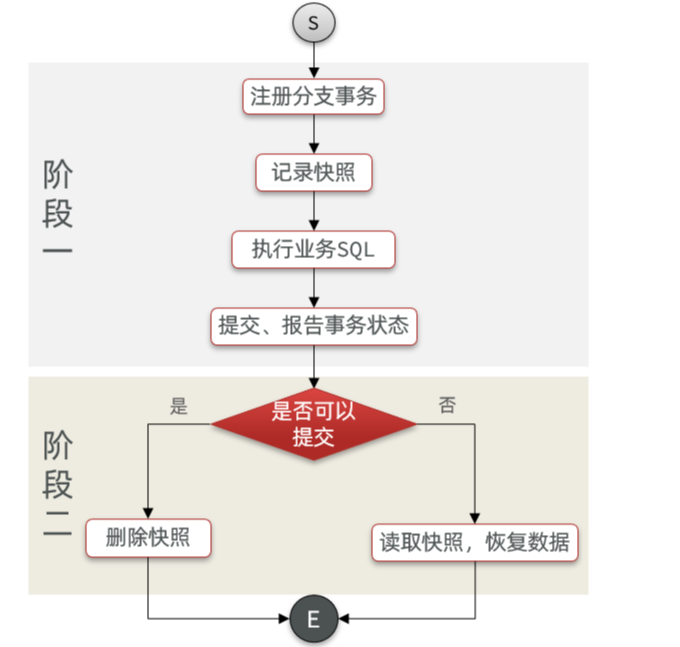 S
阶段一
注册分支事务
记录快照
执行业务SQL
提交、报告事务状态
阶段二
是否可以
提交
是
否
删除快照
读取快照，恢复数据
E